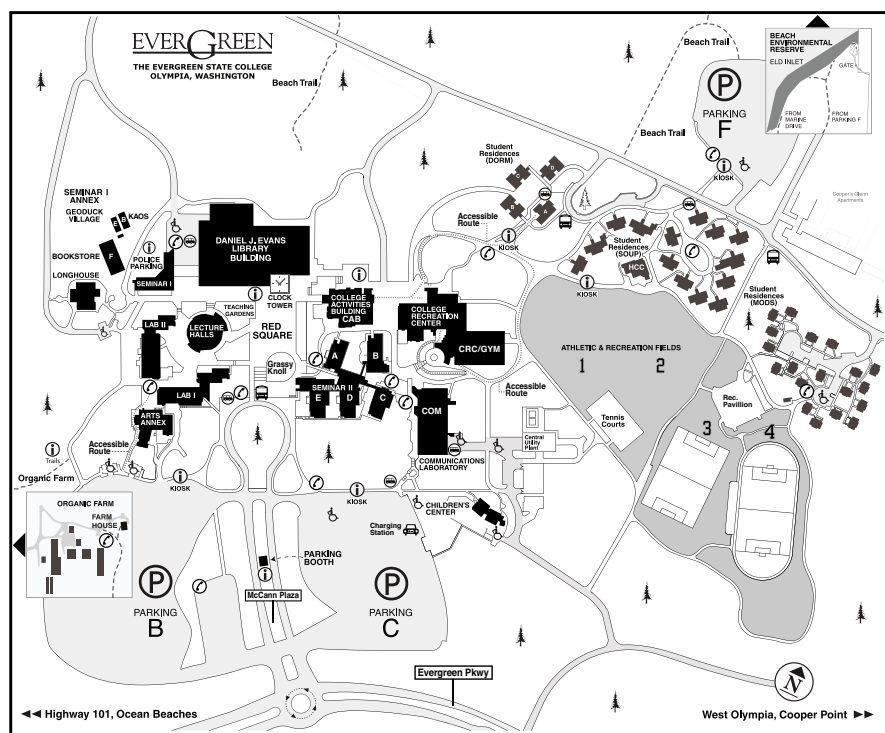 EVERGREEN
THE EVERGREEN STATE COLLEGE
OLYMPIA, WASHINGTON
Beach Trail
Beach Trail
Beach Trail
P
PARKING
F
BEACH
ENVIRONMENTAL
RESERVE
ELD INLET
GATE
FROM
MARINE
DRIVE
FROM
PARKING F
KIOSK
Cooper's Glenn
Apartments
Student
Residences
(DORM)
C
D
B
A
Accessible
Route
KIOSK
SEMINAR I
ANNEX
GEODUCK
VILLAGE
KAOS
E
B
BOOKSTORE
F
LONGHOUSE
POLICE
PARKING
SEMINAR I
DANIEL J. EVANS
LIBRARY
BUILDING
CLOCK
TOWER
TEACHING
GARDENS
RED
SQUARE
LAB II
LECTURE
HALLS
Grassy
Knoll
COLLEGE
ACTIVITIES
BUILDING
CAB
COLLEGE
RECREATION
CENTER
CRC/GYM
Student
Residences
(SOUP)
HCC
KIOSK
Student
Residences
(MODS)
ATHLETIC & RECREATION FIELDS
1
2
Rec.
Pavillion
3
4
Accessible
Route
Tennis
Courts
A
B
SEMINAR II
E
D
C
COM
Central
Utility
Plant
COMMUNICATIONS
LABORATORY
LAB I
ARTS
ANNEX
Accessible
Route
Trails
Organic Farm
KIOSK
KIOSK
CHILDREN'S
CENTER
Charging
Station
ORGANIC FARM
FARM
HOUSE
PARKING
BOOTH
P
PARKING
B
P
PARKING
C
McCann Plaza
Evergreen Pkwy
N
Highway 101, Ocean Beaches
West Olympia, Cooper Point